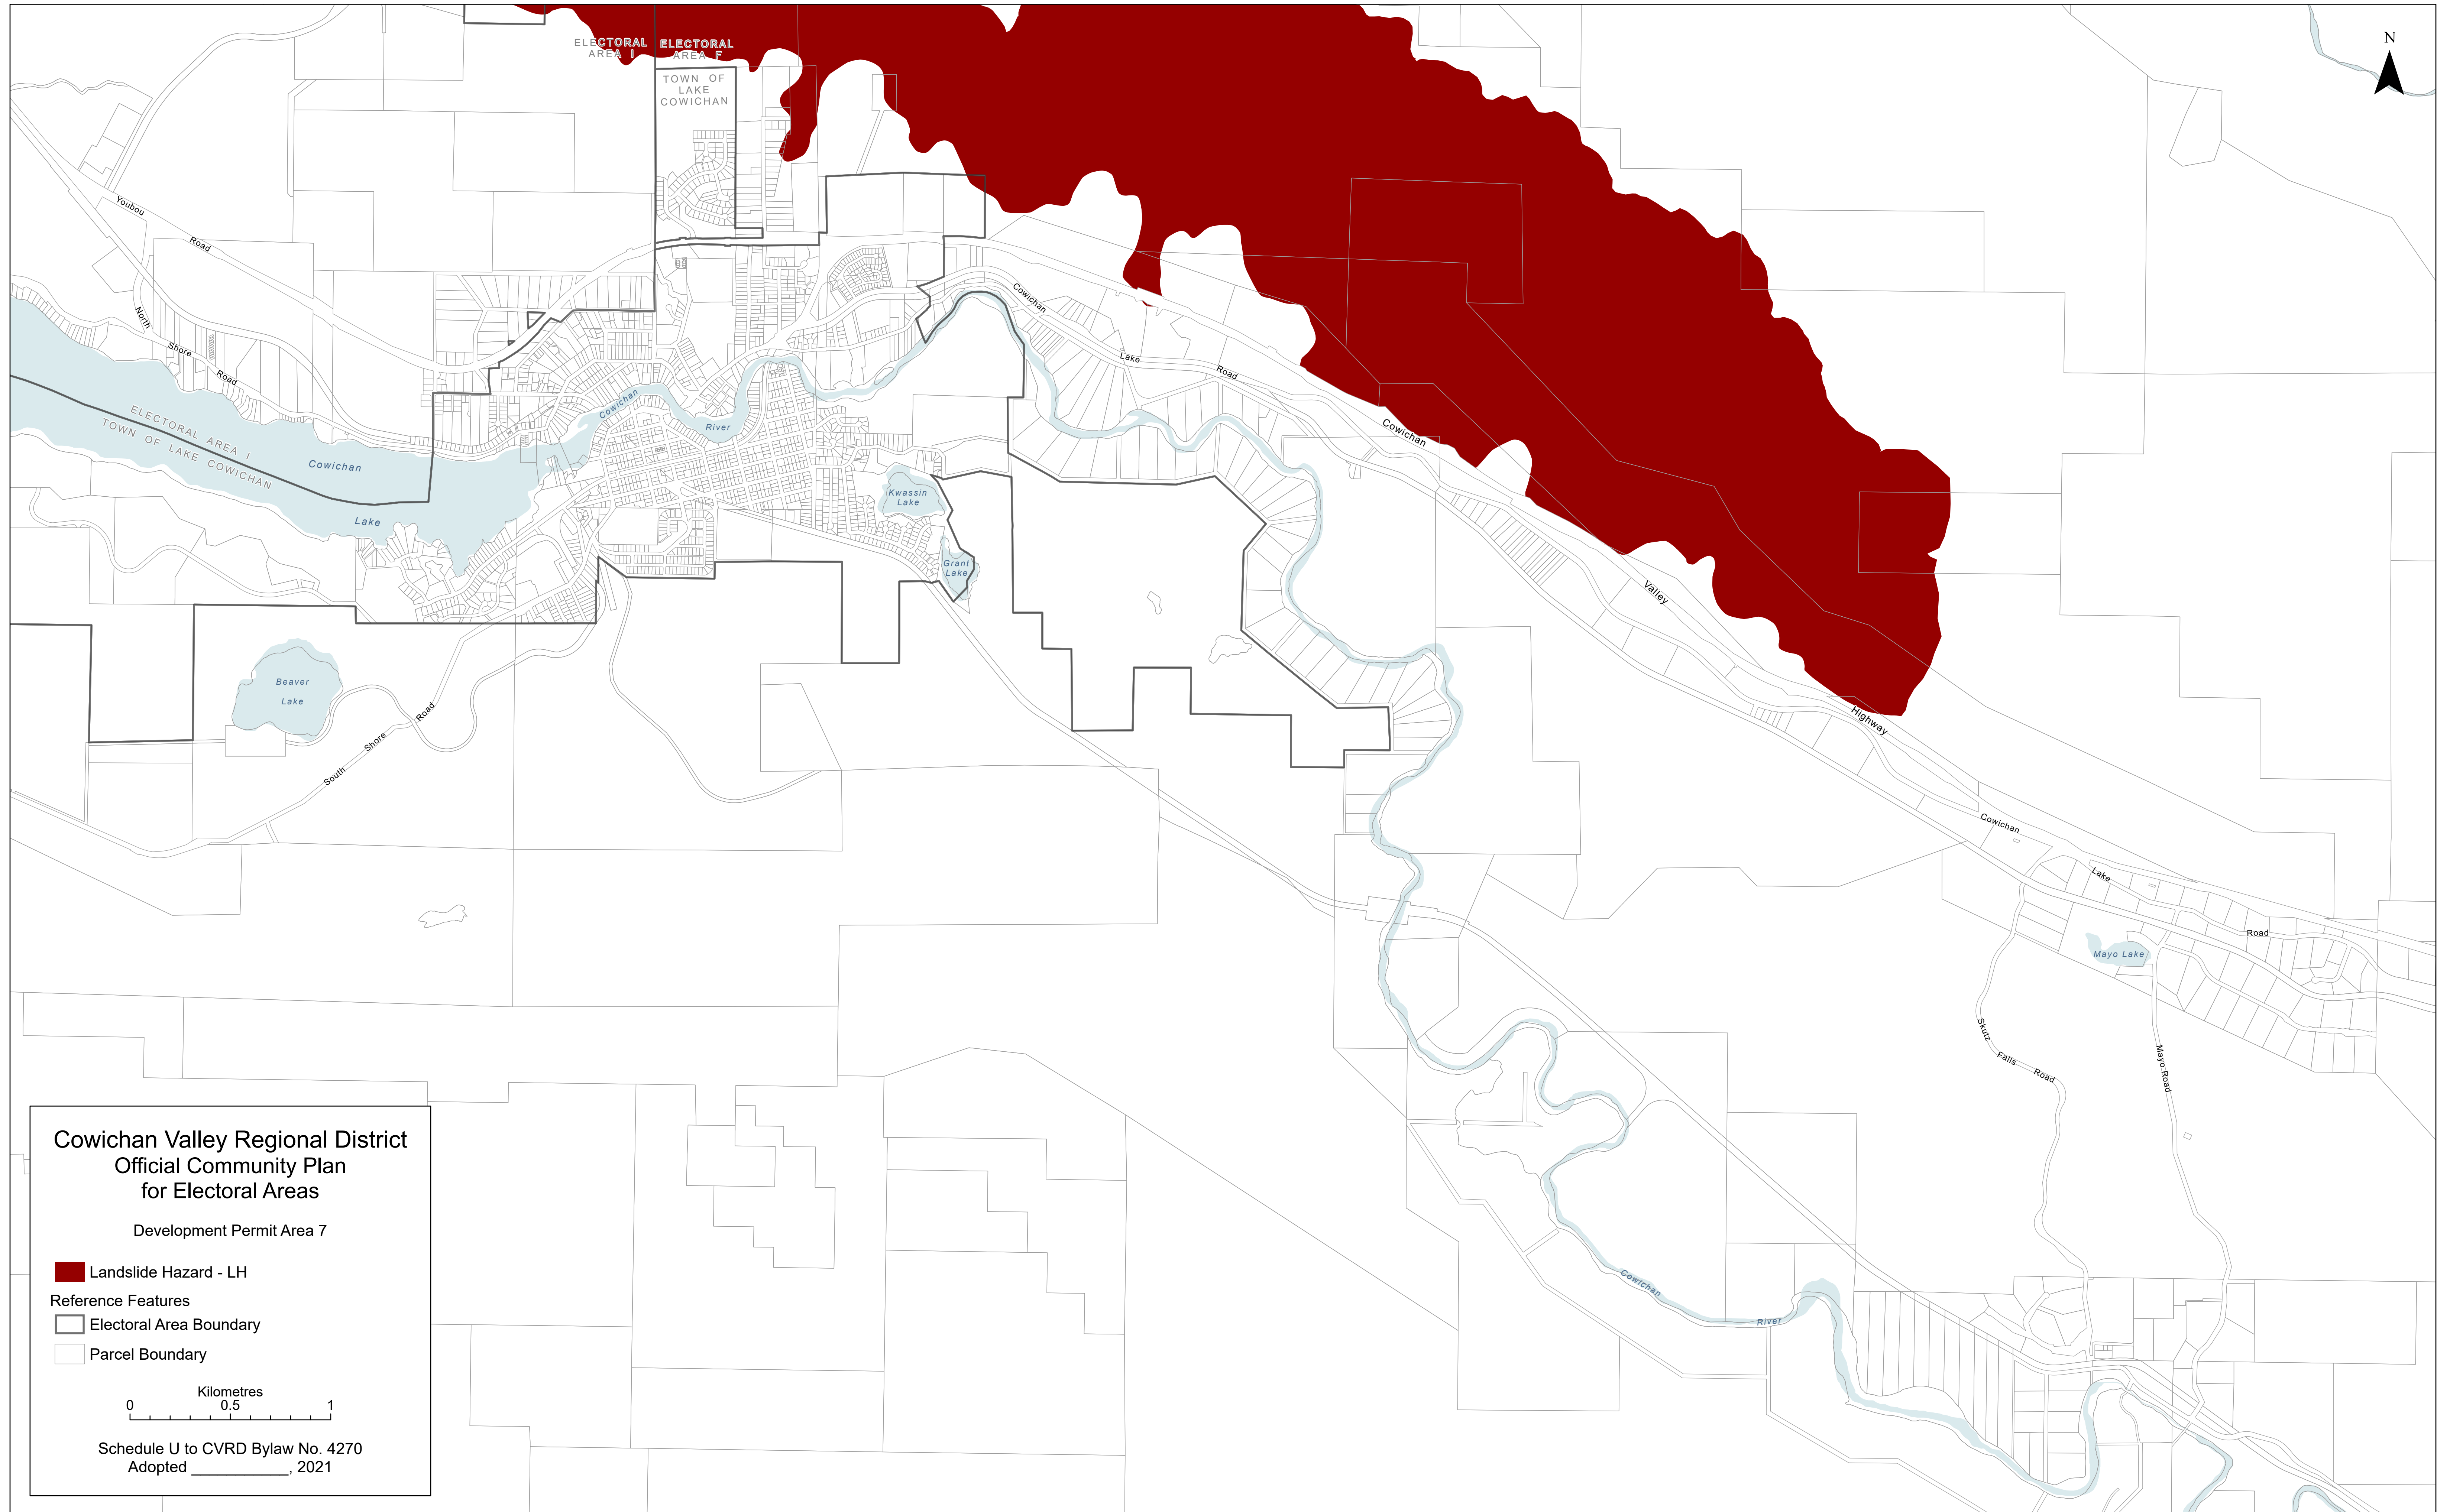 N
ELECTORAL
AREA I
ELECTORAL
AREA F
TOWN OF
LAKE
COWICHAN
Youbou
Road
North
Shore
Road
ELECTORAL AREA I
TOWN OF LAKE COWICHAN
Cowichan
Lake
Cowichan
River
Kwassin
Lake
Grant
Lake
Cowichan
Lake
Road
Cowichan
Valley
Highway
Beaver
Lake
South
Shore
Road
Cowichan
Lake
Road
Mayo Lake
Skutz
Falls
Road
Mayo Road
Cowichan
River
Cowichan Valley Regional District
Official Community Plan
for Electoral Areas
Development Permit Area 7
Landslide Hazard - LH
Reference Features
Electoral Area Boundary
Parcel Boundary
Kilometres
0 0.5 1
Schedule U to CVRD Bylaw No. 4270
Adopted ___________, 2021